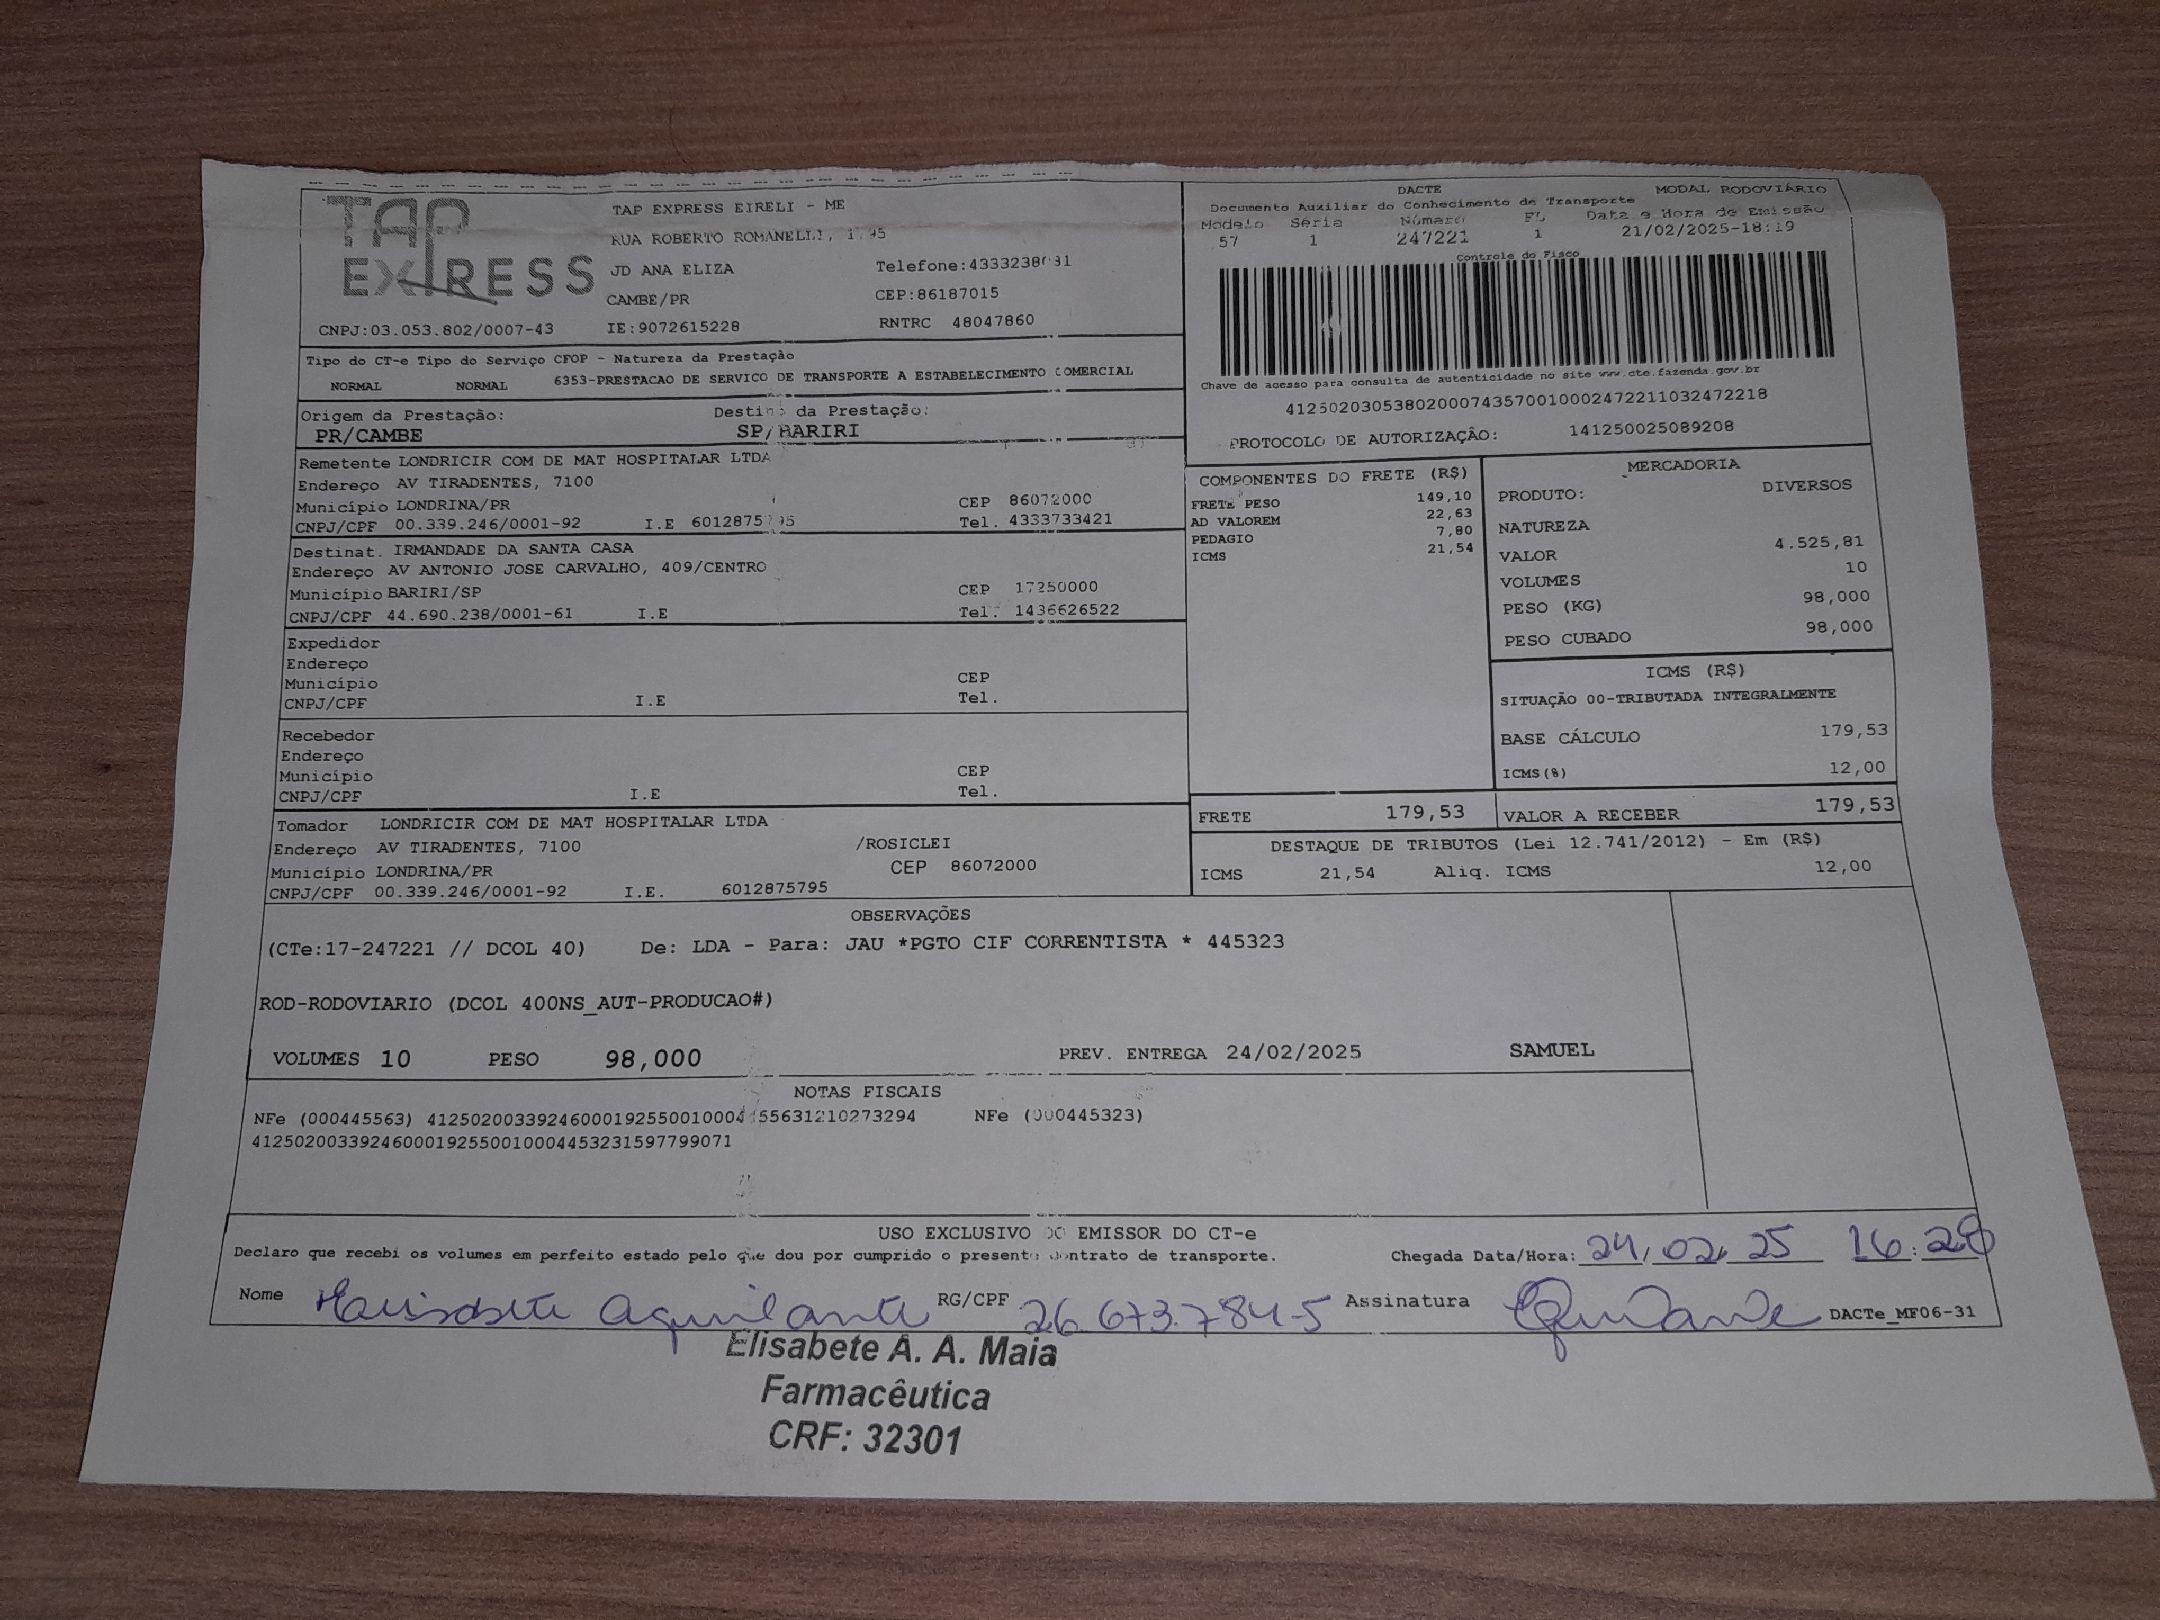 TAP
EXPRESS
TAP EXPRESS EIRELI - ME
RUA ROBERTO ROMANELLI,
JD ANA ELIZA
CAMBE/PR
CNPJ:03.053.802/0007-43 IE:9072615228
CEP:86187015
RNTRC 48047860
DACTE MODAL RODOVIÁRIO
Documento Auxiliar do Conhecimento de Transporte
Modelo Série Número FL Data e Hora de Emissão
57 1 247221 1 21/02/2025-18:19
Controle do Fisco
Chave de acesso para consulta de autenticidade no site www.cte.fazenda.gov.br
41250203053802000743570010002472211032472218
PROTOCOLO DE AUTORIZAÇÃO: 141250025089208
Tipo do CT-e Tipo do Serviço CFOP - Natureza da Prestação
NORMAL NORMAL 6353-PRESTACAO DE SERVICO DE TRANSPORTE A ESTABELECIMENTO COMERCIAL
Origem da Prestação: Destino da Prestação:
PR/CAMBE SP/BARIRI
Remetente LONDRICIR COM DE MAT HOSPITALAR LTDA
Endereço AV TIRADENTES, 7100
Município LONDRINA/PR CEP 86072000
CNPJ/CPF 00.339.246/0001-92 I.E 6012875795 Tel. 4333733421
Destinat. IRMANDADE DA SANTA CASA
Endereço AV ANTONIO JOSE CARVALHO, 409/CENTRO
Município BARIRI/SP CEP 17250000
CNPJ/CPF 44.690.238/0001-61 I.E Tel. 1436626522
Expedidor
Endereço
Município CEP
CNPJ/CPF I.E Tel.
Recebedor
Endereço
Município CEP
CNPJ/CPF I.E Tel.
Tomador LONDRICIR COM DE MAT HOSPITALAR LTDA
Endereço AV TIRADENTES, 7100 /ROSICLEI
Município LONDRINA/PR CEP 86072000
CNPJ/CPF 00.339.246/0001-92 I.E. 6012875795
COMPONENTES DO FRETE (R$)
FRETE PESO 149,10
AD VALOREM 22,63
PEDAGIO 7,80
ICMS 21,54
MERCADORIA
PRODUTO: DIVERSOS
NATUREZA
VALOR 4.525,81
VOLUMES 10
PESO (KG) 98,000
PESO CUBADO 98,000
ICMS (R$)
SITUAÇÃO 00-TRIBUTADA INTEGRALMENTE
BASE CÁLCULO 179,53
ICMS(%) 12,00
FRETE 179,53 VALOR A RECEBER 179,53
DESTAQUE DE TRIBUTOS (Lei 12.741/2012) - Em (R$)
ICMS 21,54 Aliq. ICMS 12,00
OBSERVAÇÕES
(CTe:17-247221 // DCOL 40) De: LDA - Para: JAU *PGTO CIF CORRENTISTA * 445323
ROD-RODOVIARIO (DCOL 400NS_AUT-PRODUCAO#)
VOLUMES 10 PESO 98,000 PREV. ENTREGA 24/02/2025 SAMUEL
NOTAS FISCAIS
NFe (000445563) 41250200339246000192550010004455631210273294 NFe (000445323)
41250200339246000192550010004453231597799071
USO EXCLUSIVO DO EMISSOR DO CT-e
Declaro que recebi os volumes em perfeito estado pelo que dou por cumprido o presente contrato de transporte. Chegada Data/Hora: 24/02/25 16:28
Nome Elisabete Aquilante RG/CPF 26.673.784-5 Assinatura DACTe_MF06-31
Elisabete A. A. Maia
Farmacêutica
CRF: 32301